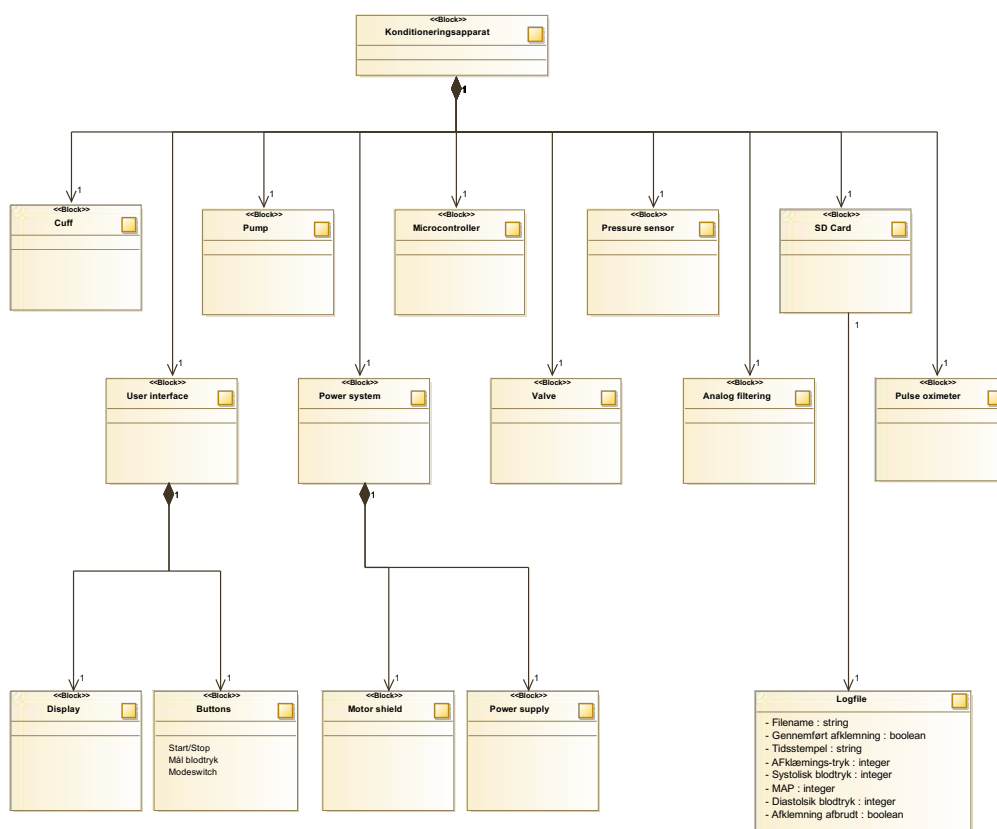 <<Block>>
Konditioneringsapparat
1
1
1
1
1
1
<<Block>>
Cuff
<<Block>>
Pump
<<Block>>
Microcontroller
<<Block>>
Pressure sensor
<<Block>>
SD Card
1
1
1
1
1
1
<<Block>>
User interface
<<Block>>
Power system
<<Block>>
Valve
<<Block>>
Analog filtering
<<Block>>
Pulse oximeter
1
1
1
1
1
1
1
<<Block>>
Display
<<Block>>
Buttons
Start/Stop
Mål blodtryk
Modeswitch
<<Block>>
Motor shield
<<Block>>
Power supply
Logfile
- Filename : string
- Gennemført afklemning : boolean
- Tidsstempel : string
- AFklæmings-tryk : integer
- Systolisk blodtryk : integer
- MAP : integer
- Diastolsik blodtryk : integer
- Afklemning afbrudt : boolean